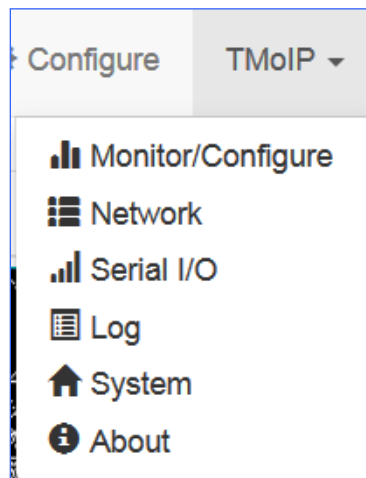 Configure TMoIP
Monitor/Configure
Network
Serial I/O
Log
System
About